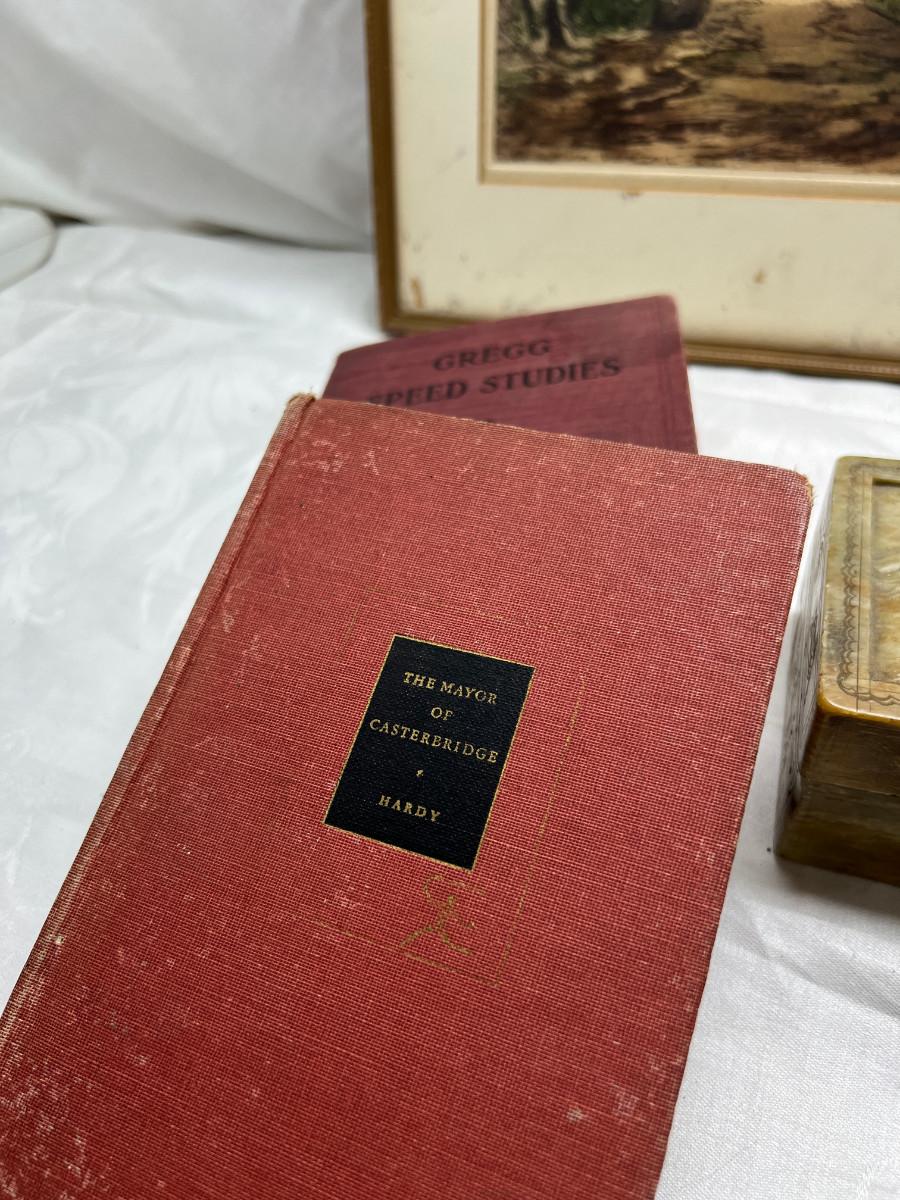 GREGG
SPEED STUDIES
THE MAYOR
OF
CASTERBRIDGE
HARDY